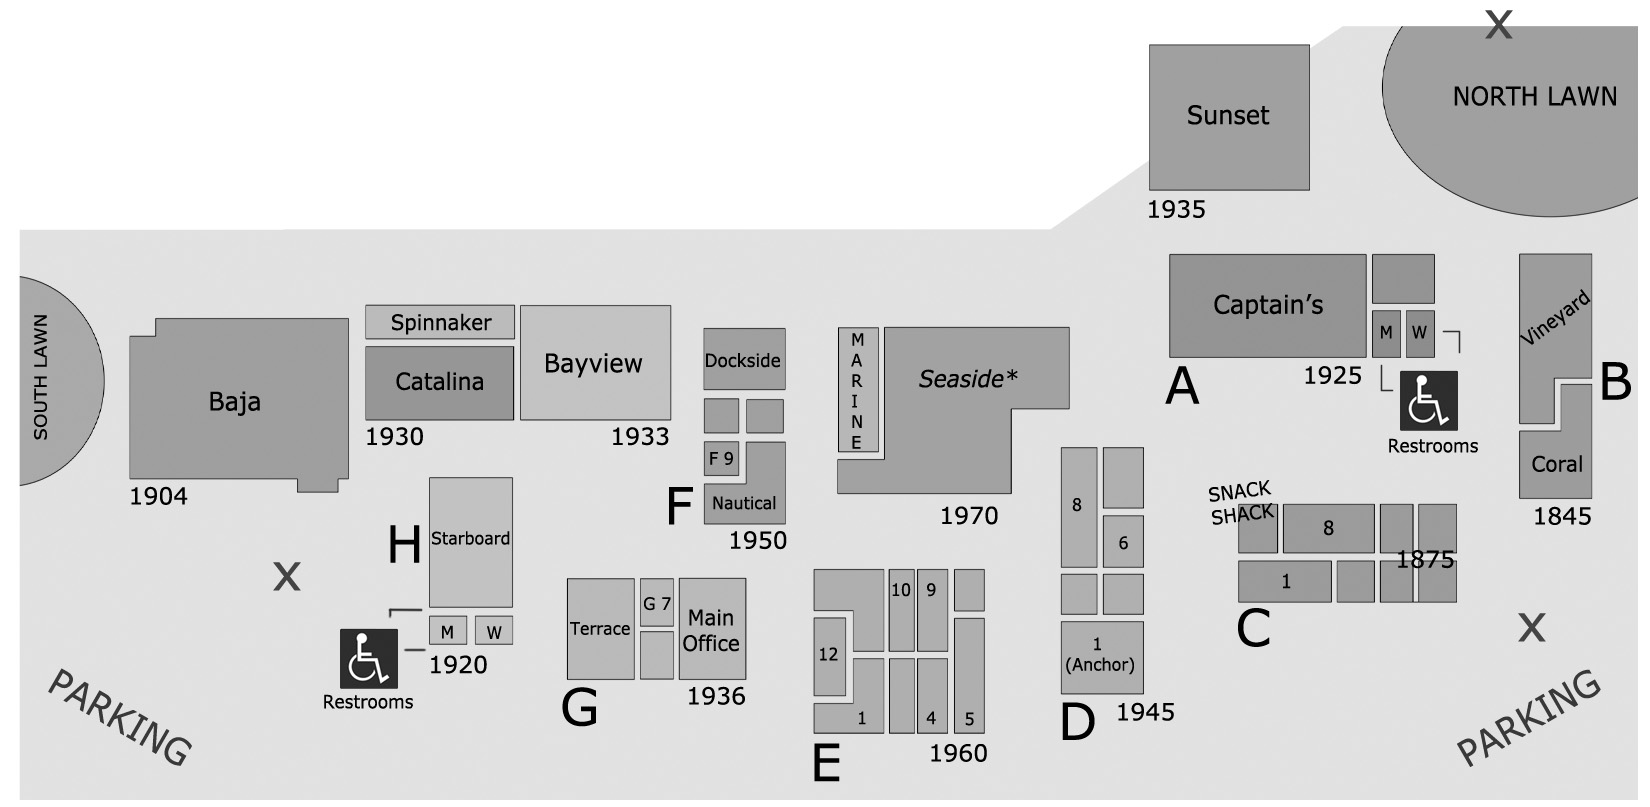 X
NORTH LAWN
Sunset
1935
Captain's
M
W
A
1925
Restrooms
Vineyard
B
Coral
1845
SOUTH LAWN
Baja
1904
Spinnaker
Catalina
1930
Bayview
1933
Dockside
F 9
Nautical
F
1950
MARINE
Seaside*
1970
8
6
1
(Anchor)
D
1945
SNACK
SHACK
8
1875
1
C
X
PARKING
H
Starboard
M
W
1920
Restrooms
X
PARKING
Terrace
G 7
Main
Office
G
1936
10
9
12
1
4
5
E
1960